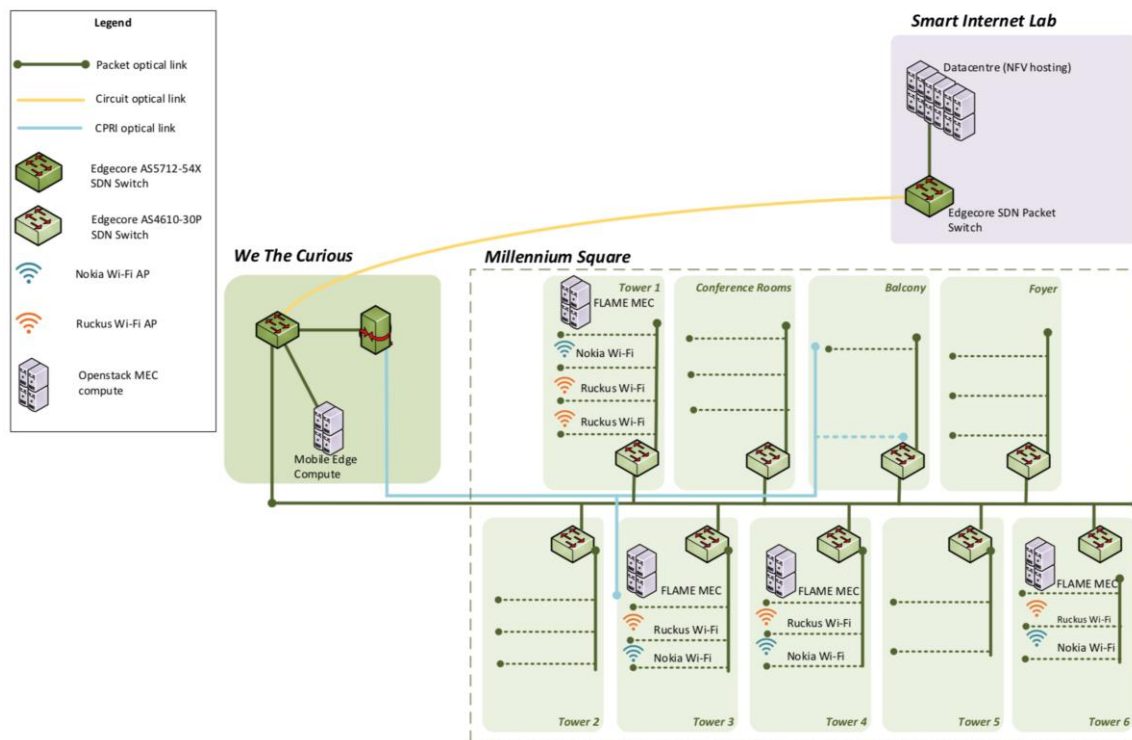 Legend
Packet optical link
Circuit optical link
CPRI optical link
Edgecore AS5712-54X
SDN Switch
Edgecore AS4610-30P
SDN Switch
Nokia Wi-Fi AP
Ruckus Wi-Fi AP
Openstack MEC
compute
Smart Internet Lab
Datacentre (NFV hosting)
Edgecore SDN Packet
Switch
We The Curious
Mobile Edge
Compute
Millennium Square
Tower 1
FLAME MEC
Nokia Wi-Fi
Ruckus Wi-Fi
Ruckus Wi-Fi
Conference Rooms
Balcony
Foyer
Tower 2
FLAME MEC
Ruckus Wi-Fi
Nokia Wi-Fi
Tower 3
FLAME MEC
Ruckus Wi-Fi
Nokia Wi-Fi
Tower 4
Tower 5
FLAME MEC
Ruckus Wi-Fi
Nokia Wi-Fi
Tower 6